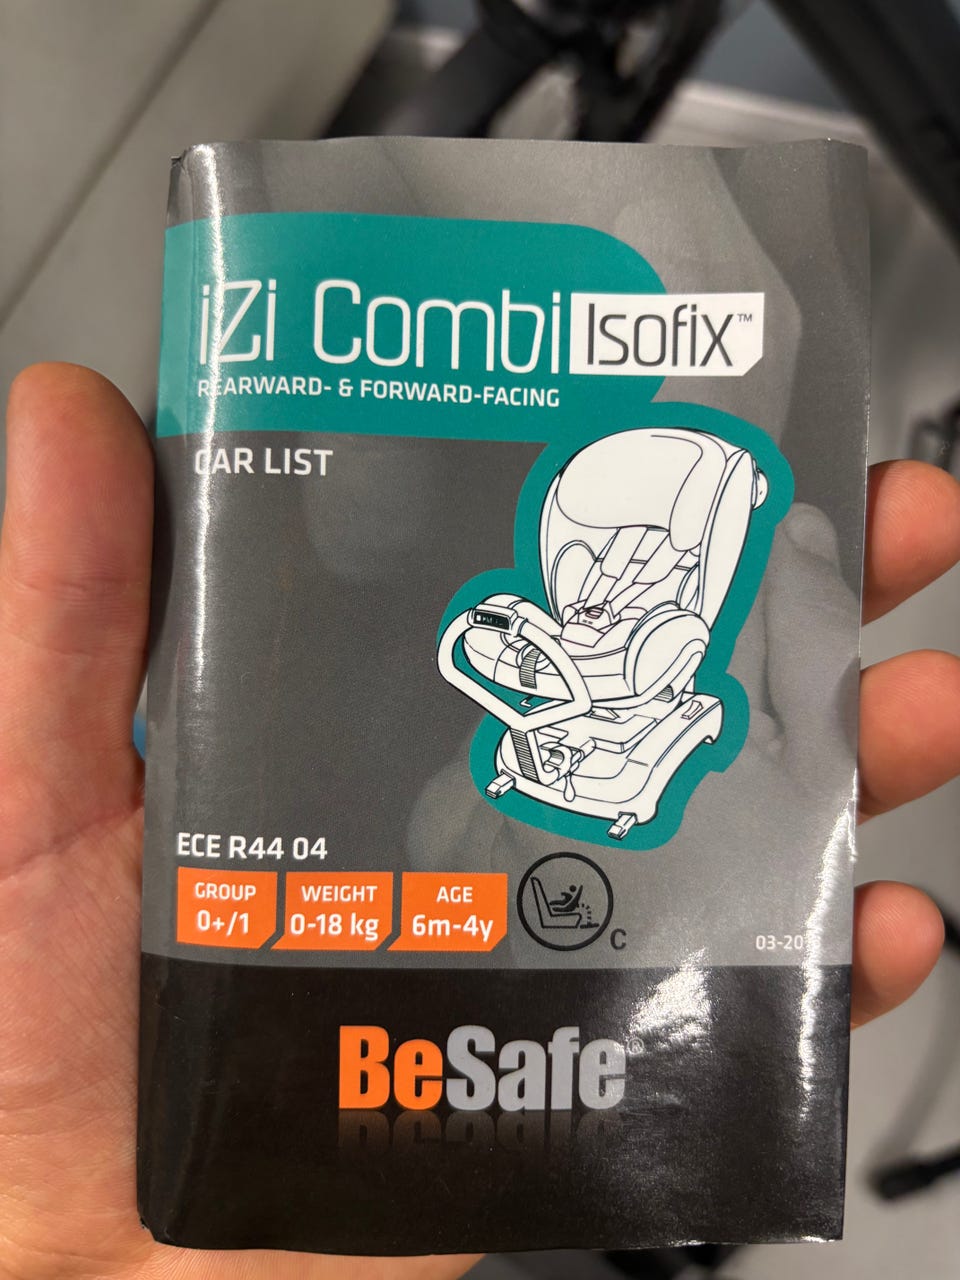 iZi Combi Isofix™
REARWARD- & FORWARD-FACING
CAR LIST
ECE R44 04
GROUP
0+/1
WEIGHT
0-18 kg
AGE
6m-4y
C
BeSafe®